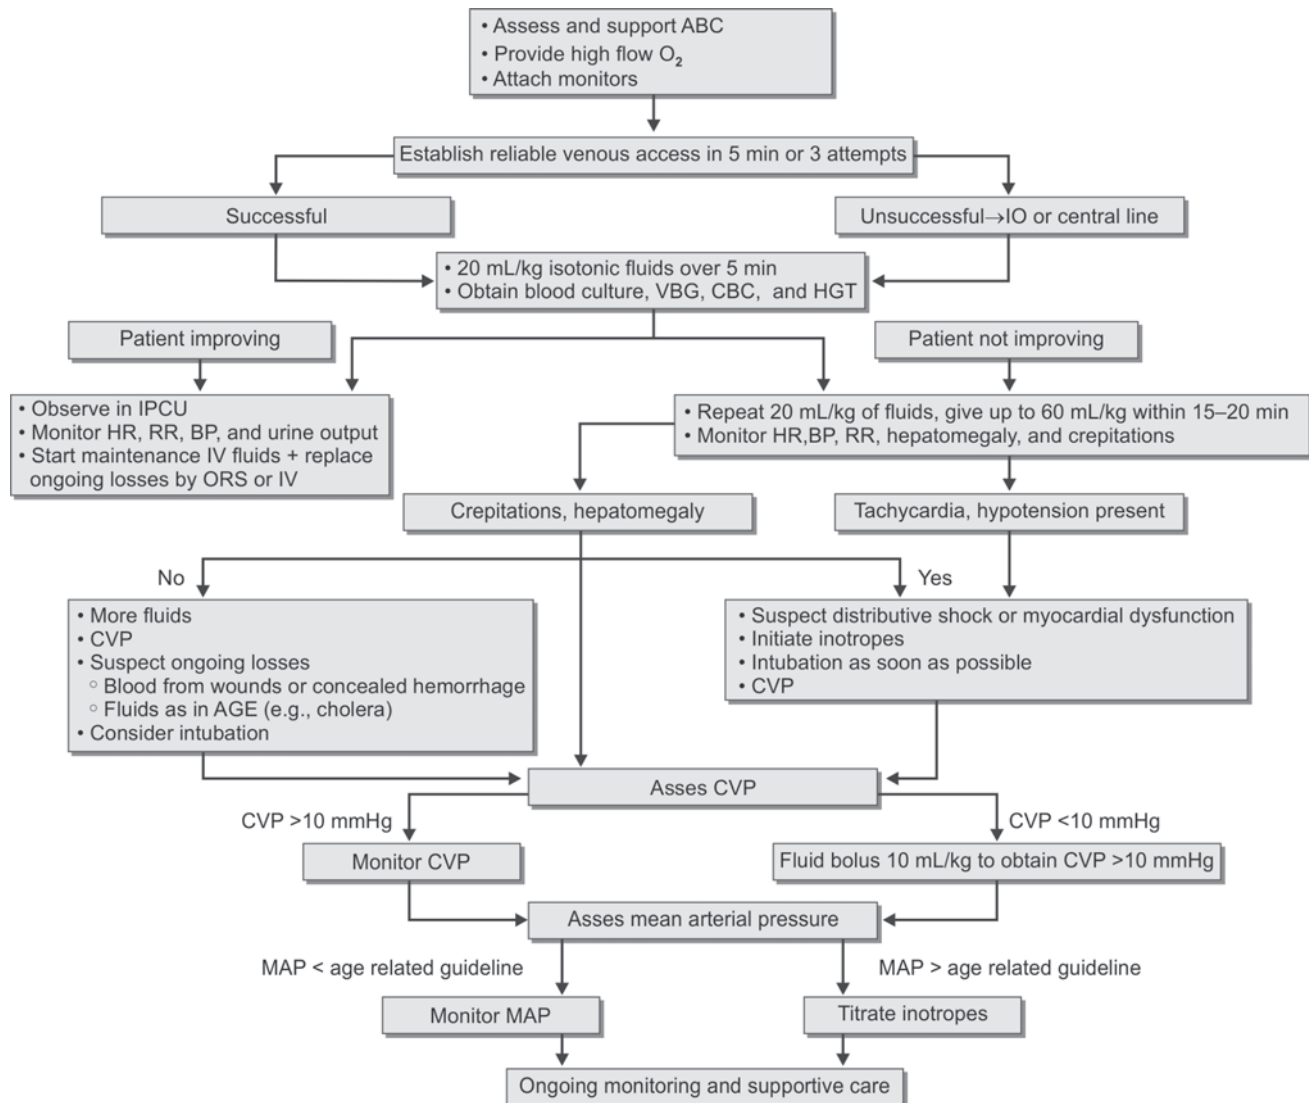 • Assess and support ABC
• Provide high flow O₂
• Attach monitors
Establish reliable venous access in 5 min or 3 attempts
Successful
Unsuccessful→IO or central line
• 20 mL/kg isotonic fluids over 5 min
• Obtain blood culture, VBG, CBC, and HGT
Patient improving
Patient not improving
• Observe in IPCU
• Monitor HR, RR, BP, and urine output
• Start maintenance IV fluids + replace
ongoing losses by ORS or IV
• Repeat 20 mL/kg of fluids, give up to 60 mL/kg within 15–20 min
• Monitor HR,BP, RR, hepatomegaly, and crepitations
Crepitations, hepatomegaly
Tachycardia, hypotension present
No
Yes
• More fluids
• CVP
• Suspect ongoing losses
○ Blood from wounds or concealed hemorrhage
○ Fluids as in AGE (e.g., cholera)
• Consider intubation
• Suspect distributive shock or myocardial dysfunction
• Initiate inotropes
• Intubation as soon as possible
• CVP
Asses CVP
CVP >10 mmHg
CVP <10 mmHg
Monitor CVP
Fluid bolus 10 mL/kg to obtain CVP >10 mmHg
Asses mean arterial pressure
MAP < age related guideline
MAP > age related guideline
Monitor MAP
Titrate inotropes
Ongoing monitoring and supportive care